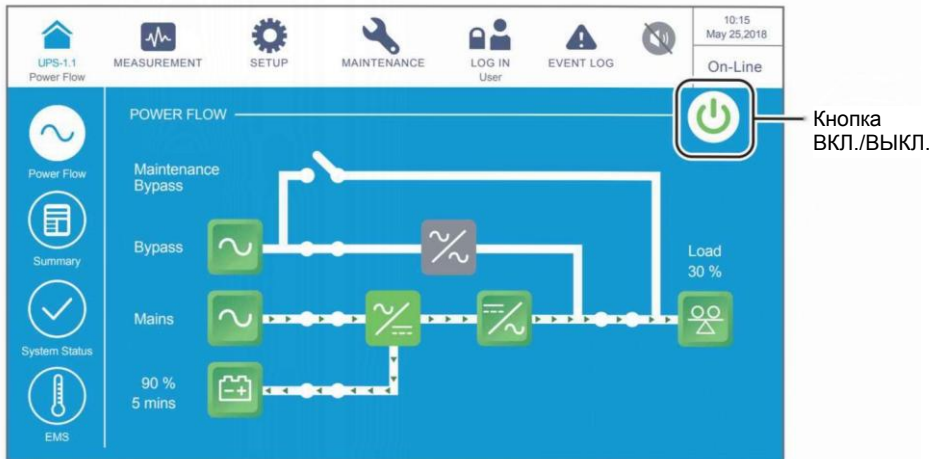 10:15
May 25,2018
UPS-1.1
Power Flow
MEASUREMENT
SETUP
MAINTENANCE
LOG IN
User
EVENT LOG
On-Line
POWER FLOW
Кнопка
ВКЛ./ВЫКЛ.
Power Flow
Maintenance
Bypass
Summary
Bypass
Load
30 %
Mains
System Status
90 %
5 mins
EMS